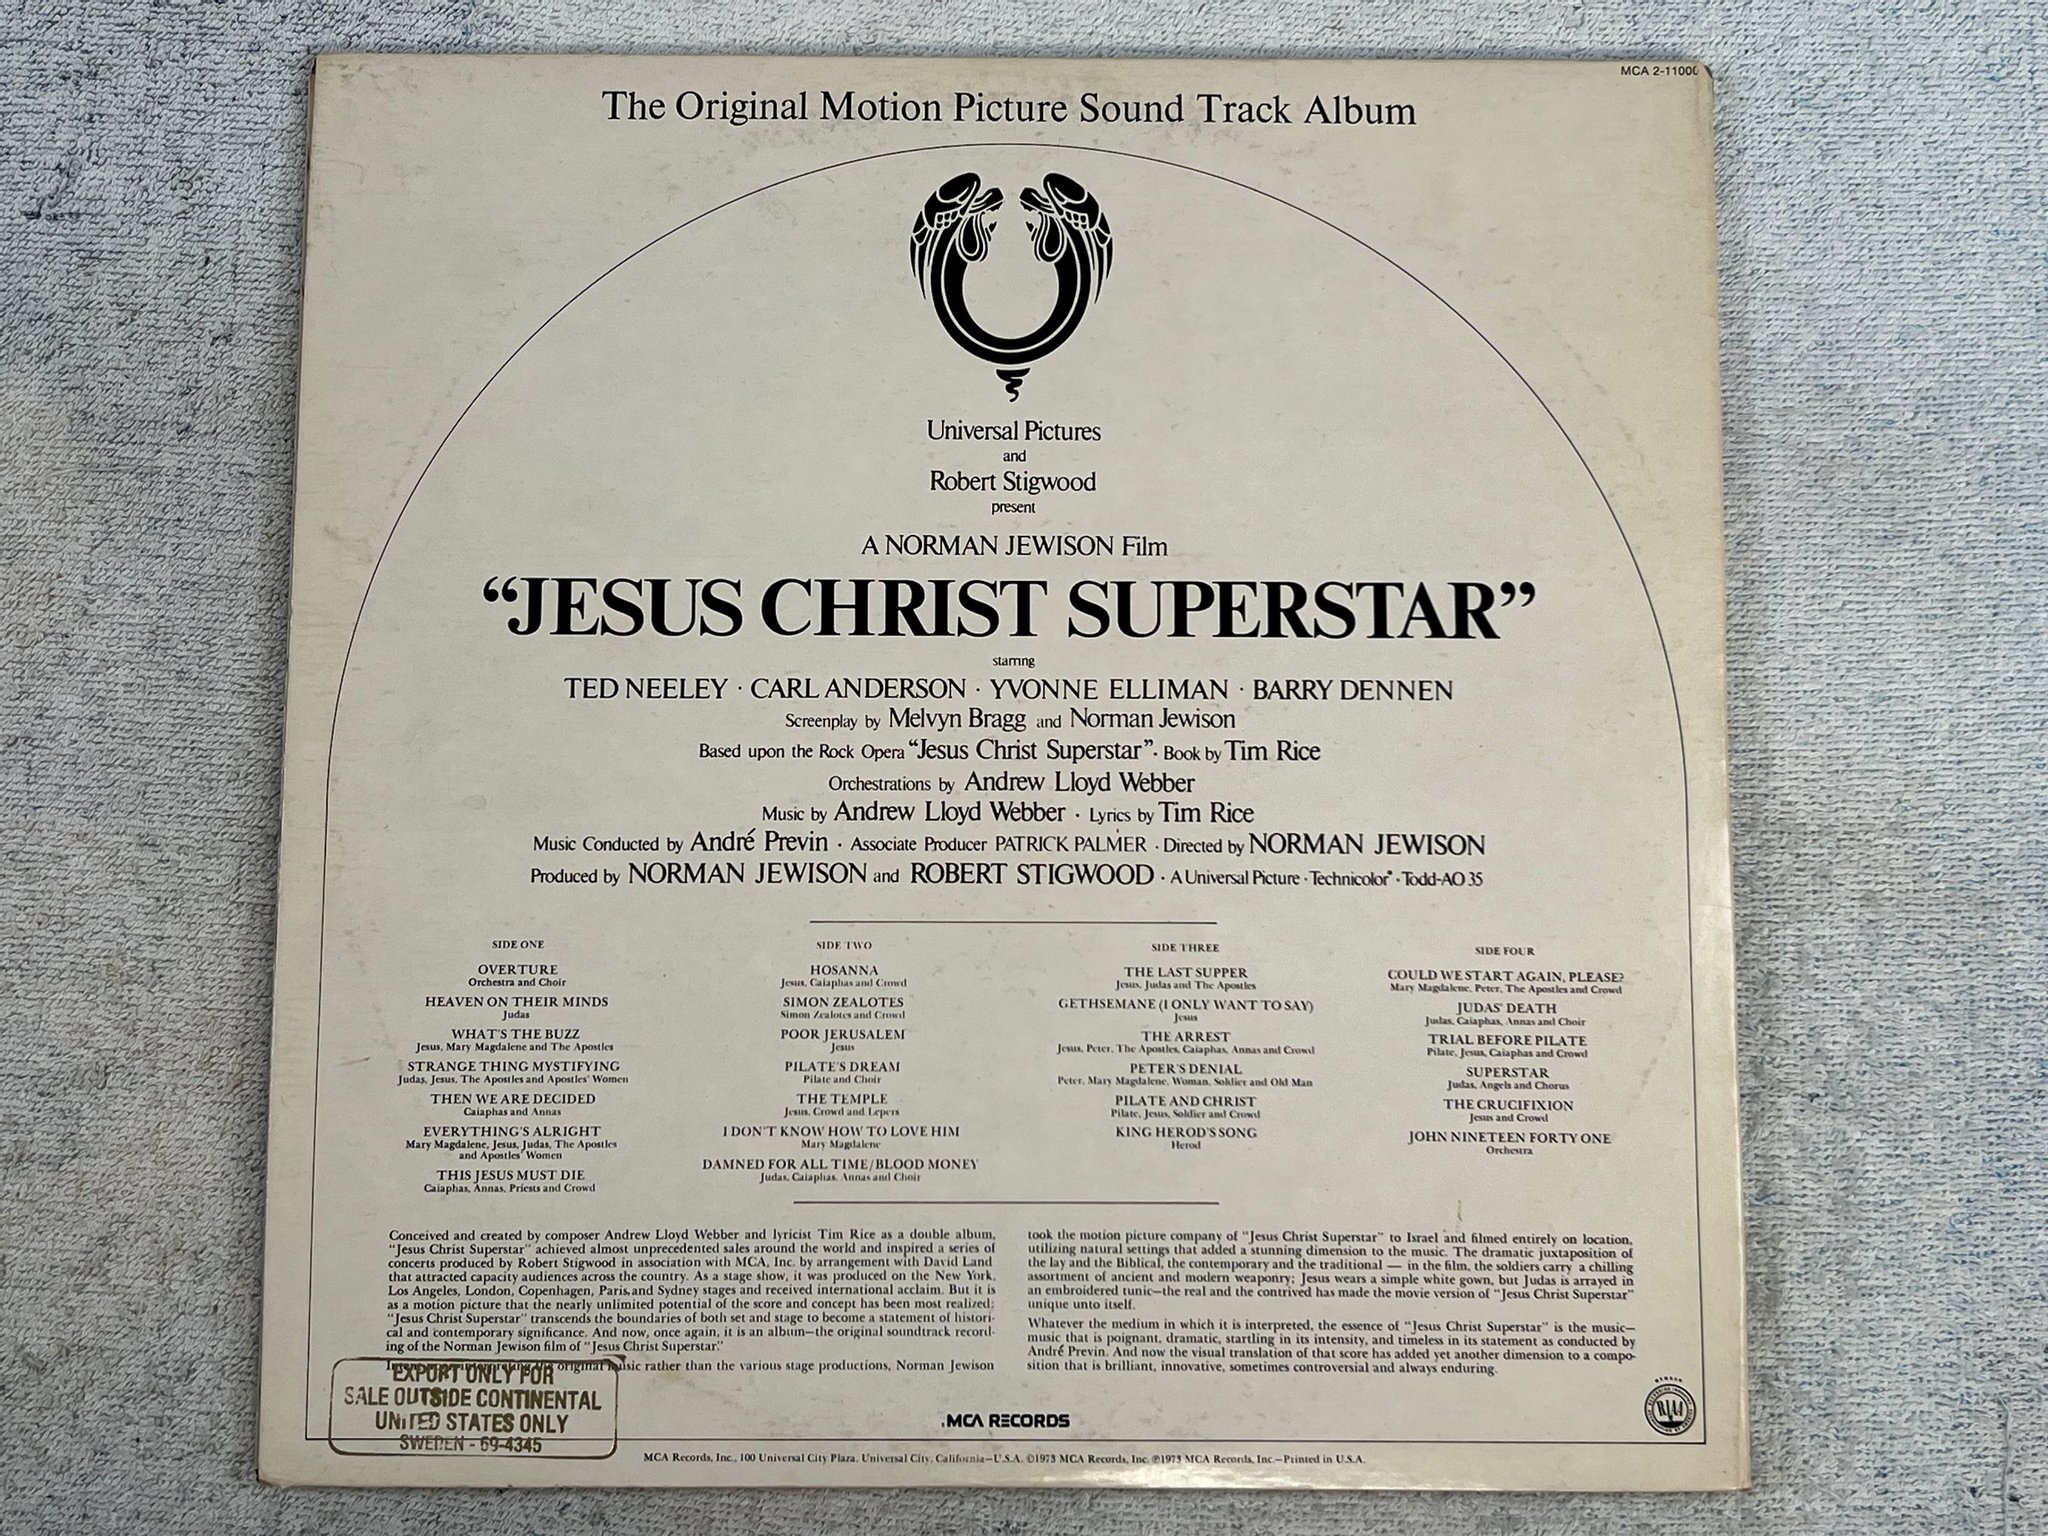 MCA 2-11000
The Original Motion Picture Sound Track Album
Universal Pictures
and
Robert Stigwood
present
A NORMAN JEWISON Film
“JESUS CHRIST SUPERSTAR”
starring
TED NEELEY · CARL ANDERSON · YVONNE ELLIMAN · BARRY DENNEN
Screenplay by Melvyn Bragg and Norman Jewison
Based upon the Rock Opera “Jesus Christ Superstar” · Book by Tim Rice
Orchestrations by Andrew Lloyd Webber
Music by Andrew Lloyd Webber · Lyrics by Tim Rice
Music Conducted by André Previn · Associate Producer PATRICK PALMER · Directed by NORMAN JEWISON
Produced by NORMAN JEWISON and ROBERT STIGWOOD · A Universal Picture · Technicolor® · Todd-AO 35
SIDE ONE
OVERTURE
Orchestra and Choir
HEAVEN ON THEIR MINDS
Judas
WHAT'S THE BUZZ
Jesus, Mary Magdalene and The Apostles
STRANGE THING MYSTIFYING
Judas, Jesus, The Apostles and Apostles' Women
THEN WE ARE DECIDED
Caiaphas and Annas
EVERYTHING'S ALRIGHT
Mary Magdalene, Jesus, Judas, The Apostles
and Apostles' Women
THIS JESUS MUST DIE
Caiaphas, Annas, Priests and Crowd
SIDE TWO
HOSANNA
Jesus, Caiaphas and Crowd
SIMON ZEALOTES
Simon Zealotes and Crowd
POOR JERUSALEM
Jesus
PILATE'S DREAM
Pilate and Choir
THE TEMPLE
Jesus, Crowd and Lepers
I DON'T KNOW HOW TO LOVE HIM
Mary Magdalene
DAMNED FOR ALL TIME/BLOOD MONEY
Judas, Caiaphas, Annas and Choir
SIDE THREE
THE LAST SUPPER
Jesus, Judas and The Apostles
GETHSEMANE (I ONLY WANT TO SAY)
Jesus
THE ARREST
Jesus, Peter, The Apostles, Caiaphas, Annas and Crowd
PETER'S DENIAL
Peter, Mary Magdalene, Woman, Soldier and Old Man
PILATE AND CHRIST
Pilate, Jesus, Soldier and Crowd
KING HEROD'S SONG
Herod
SIDE FOUR
COULD WE START AGAIN, PLEASE?
Mary Magdalene, Peter, The Apostles and Crowd
JUDAS' DEATH
Judas, Caiaphas, Annas and Choir
TRIAL BEFORE PILATE
Pilate, Jesus, Caiaphas and Crowd
SUPERSTAR
Judas, Angels and Chorus
THE CRUCIFIXION
Jesus and Crowd
JOHN NINETEEN FORTY ONE
Orchestra
Conceived and created by composer Andrew Lloyd Webber and lyricist Tim Rice as a double album,
"Jesus Christ Superstar" achieved almost unprecedented sales around the world and inspired a series of
concerts produced by Robert Stigwood in association with MCA, Inc. by arrangement with David Land
that attracted capacity audiences across the country. As a stage show, it was produced on the New York,
Los Angeles, London, Copenhagen, Paris, and Sydney stages and received international acclaim. But it is
as a motion picture that the nearly unlimited potential of the score and concept has been most realized;
"Jesus Christ Superstar" transcends the boundaries of both set and stage to become a statement of histori-
cal and contemporary significance. And now, once again, it is an album—the original soundtrack record-
ing of the Norman Jewison film of "Jesus Christ Superstar."
Intent upon interpreting the original music rather than the various stage productions, Norman Jewison
took the motion picture company of "Jesus Christ Superstar" to Israel and filmed entirely on location,
utilizing natural settings that added a stunning dimension to the music. The dramatic juxtaposition of
the lay and the Biblical, the contemporary and the traditional — in the film, the soldiers carry a chilling
assortment of ancient and modern weaponry; Jesus wears a simple white gown, but Judas is arrayed in
an embroidered tunic—the real and the contrived has made the movie version of "Jesus Christ Superstar"
unique unto itself.
Whatever the medium in which it is interpreted, the essence of "Jesus Christ Superstar" is the music—
music that is poignant, dramatic, startling in its intensity, and timeless in its statement as conducted by
André Previn. And now the visual translation of that score has added yet another dimension to a compo-
sition that is brilliant, innovative, sometimes controversial and always enduring.
EXPORT ONLY FOR
SALE OUTSIDE CONTINENTAL
UNITED STATES ONLY
SWEDEN - 69-4345
MCA RECORDS
RIAA
MCA Records, Inc., 100 Universal City Plaza, Universal City, California—U.S.A. ©1973 MCA Records, Inc. ℗1973 MCA Records, Inc.—Printed in U.S.A.